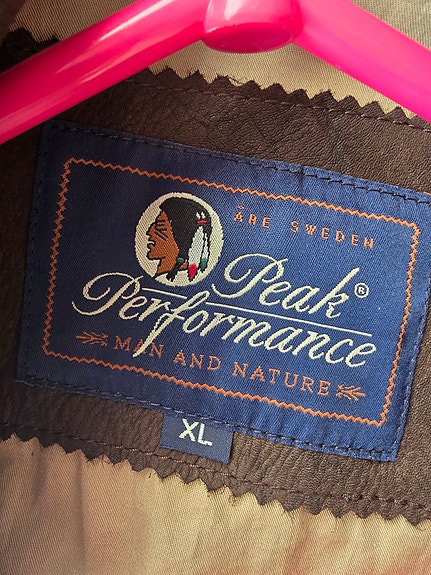 ÅRE SWEDEN
Peak®
Performance
MAN AND NATURE
XL